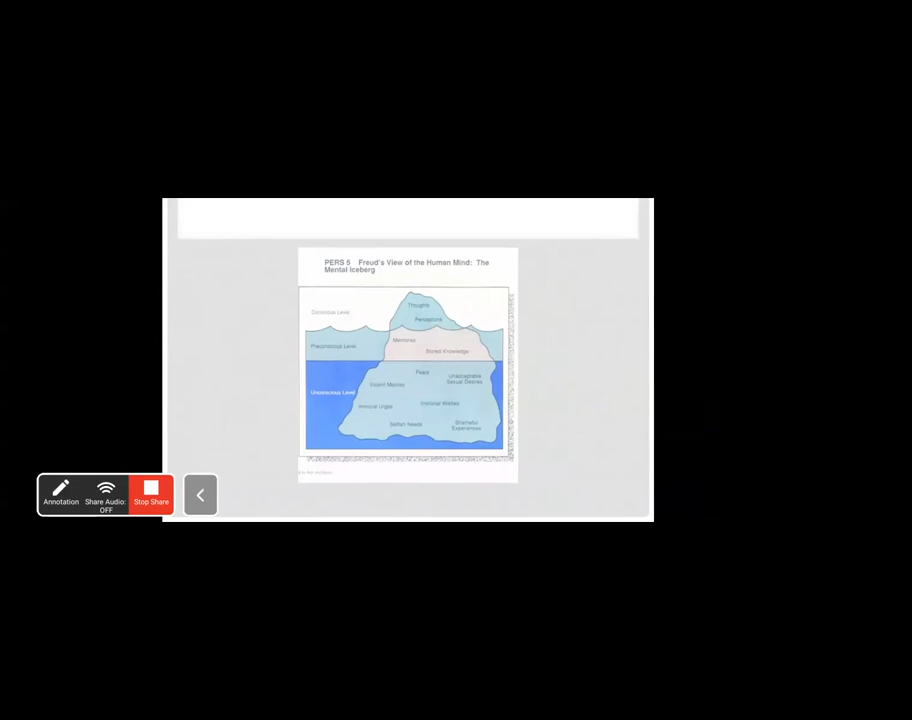 PERS 5 Freud's View of the Human Mind: The
Mental Iceberg
Thoughts
Conscious Level
Perceptions
Memories
Preconscious Level
Stored Knowledge
Unacceptable
Sexual Desires
Violent Motives
Unconscious Level
Irrational Wishes
Immoral Urges
Selfish Needs
Shameful
Experiences
Annotation
Share Audio:
OFF
Stop Share